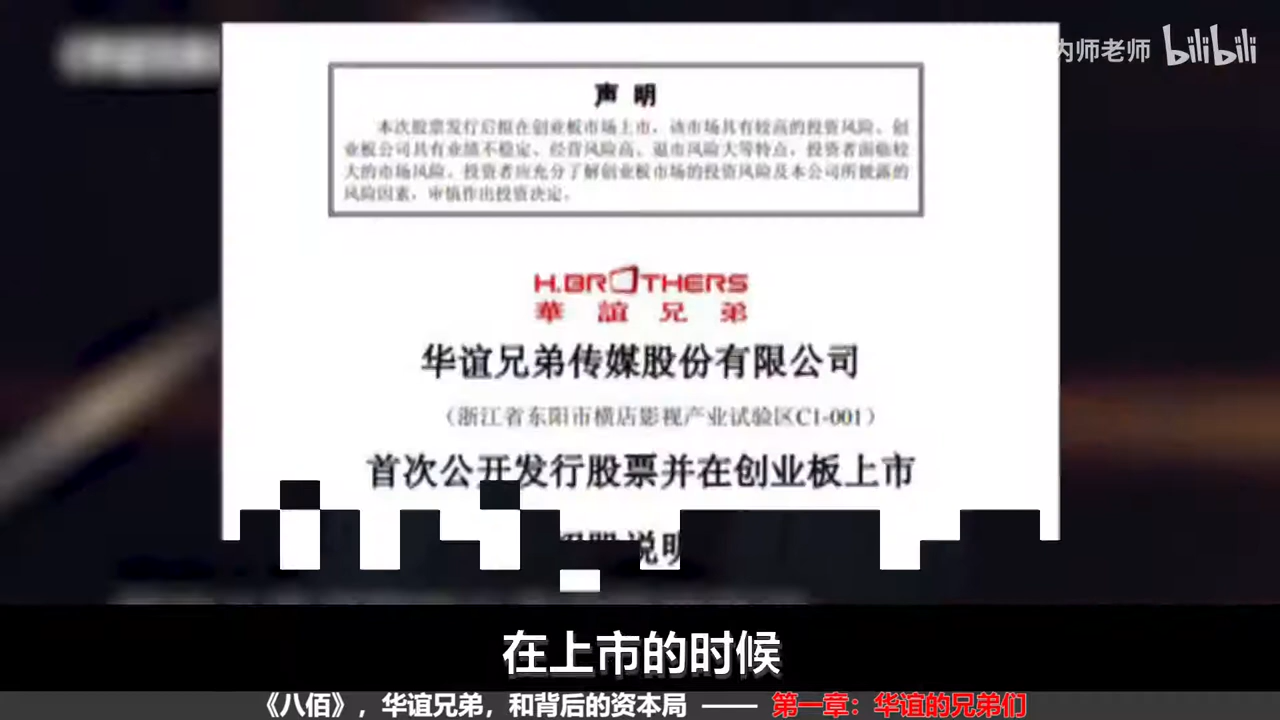 内师老师 bilibili
声 明
本次股票发行后拟在创业板市场上市，该市场具有较高的投资风险。创
业板公司具有业绩不稳定、经营风险高、退市风险大等特点，投资者面临较
大的市场风险。投资者应充分了解创业板市场的投资风险及本公司所披露的
风险因素，审慎作出投资决定。
H.BROTHERS
華誼兄弟
华谊兄弟传媒股份有限公司
（浙江省东阳市横店影视产业试验区C1-001）
首次公开发行股票并在创业板上市
说明
在上市的时候
《八佰》，华谊兄弟，和背后的资本局 —— 第一章：华谊的兄弟们